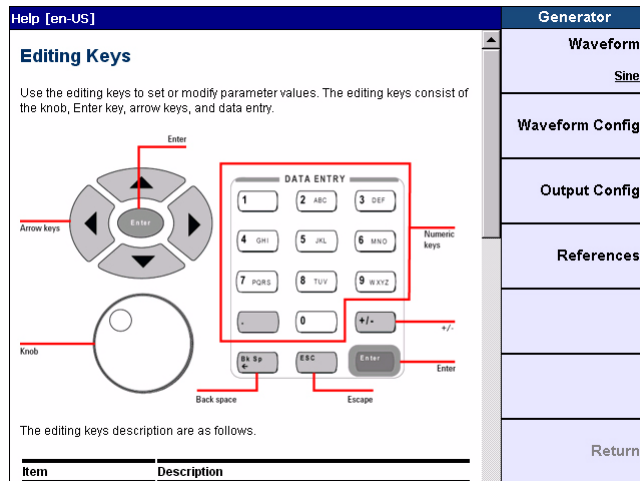 Help [en-US]
Editing Keys
Use the editing keys to set or modify parameter values. The editing keys consist of
the knob, Enter key, arrow keys, and data entry.
Enter
DATA ENTRY
1
2 ABC
3 DEF
Enter
Arrow keys
4 GHI
5 JKL
6 MNO
Numeric
keys
7 PQRS
8 TUV
9 WXYZ
.
0
+/-
+/-
Knob
Bk Sp
←
ESC
Enter
Enter
Back space
Escape
The editing keys description are as follows.
Item Description
Generator
Waveform
Sine
Waveform Config
Output Config
References
Return